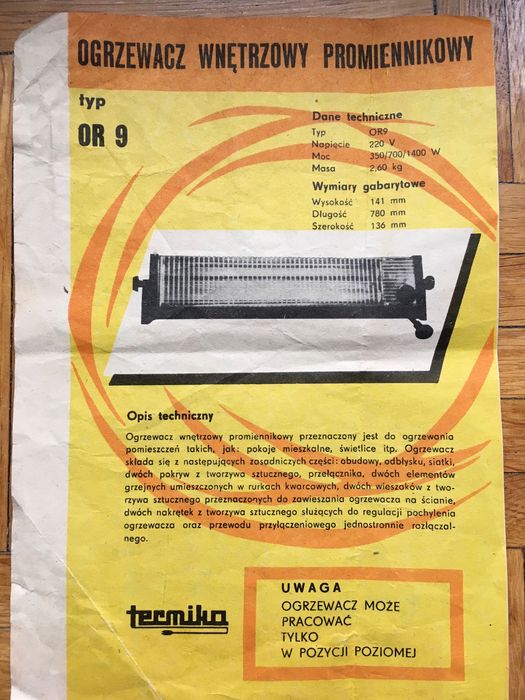 OGRZEWACZ WNĘTRZOWY PROMIENNIKOWY
typ
OR 9
Dane techniczne
Typ OR9
Napięcie 220 V
Moc 350/700/1400 W
Masa 2,60 kg
Wymiary gabarytowe
Wysokość 141 mm
Długość 780 mm
Szerokość 136 mm
Opis techniczny
Ogrzewacz wnętrzowy promiennikowy przeznaczony jest do ogrzewania
pomieszczeń takich, jak: pokoje mieszkalne, świetlice itp. Ogrzewacz
składa się z następujących zasadniczych części: obudowy, odbłysku, siatki,
dwóch pokryw z tworzywa sztucznego, przełącznika, dwóch elementów
grzejnych umieszczonych w rurkach kwarcowych, dwóch wieszaków z two-
rzywa sztucznego przeznaczonych do zawieszania ogrzewacza na ścianie,
dwóch nakrętek z tworzywa sztucznego służących do regulacji pochylenia
ogrzewacza oraz przewodu przyłączeniowego jednostronnie rozłączal-
nego.
termika
UWAGA
OGRZEWACZ MOŻE
PRACOWAĆ
TYLKO
W POZYCJI POZIOMEJ